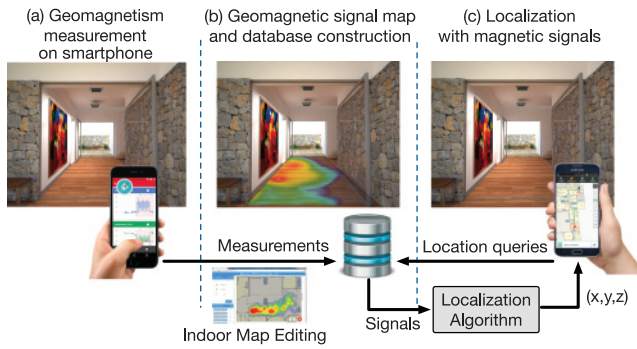 (a) Geomagnetism
measurement
on smartphone
(b) Geomagnetic signal map
and database construction
(c) Localization
with magnetic signals
Measurements
Location queries
Indoor Map Editing
Signals
Localization
Algorithm
(x,y,z)